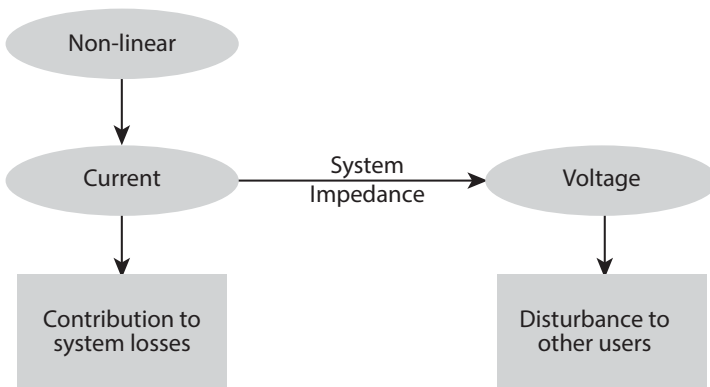 Non-linear
Current
System
Impedance
Voltage
Contribution to
system losses
Disturbance to
other users